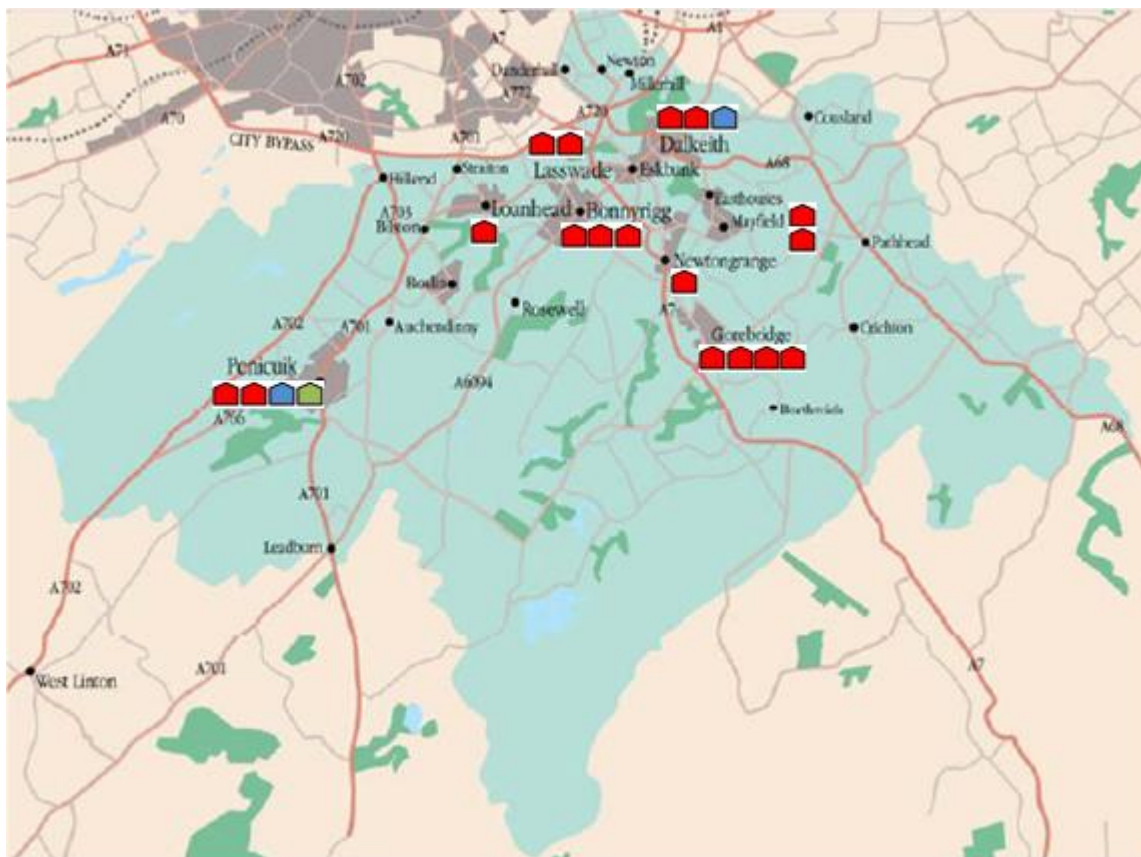 A71
A702
A7
A1
Danderhall
Newton
Millerhill
A772
A70
A720
Cousland
CITY BYPASS
A720
A701
Dalkeith
Straiton
Lasswade
Eskbank
A68
Hillend
Easthouses
Loanhead
Bonnyrigg
A703
Mayfield
Bilston
Pathhead
Newtongrange
Roslin
Rosewell
A7
A702
A701
Auchendinny
Crichton
Gorebridge
Penicuik
A6094
A766
Borthwick
A68
A701
Leadburn
A702
A701
West Linton
A7